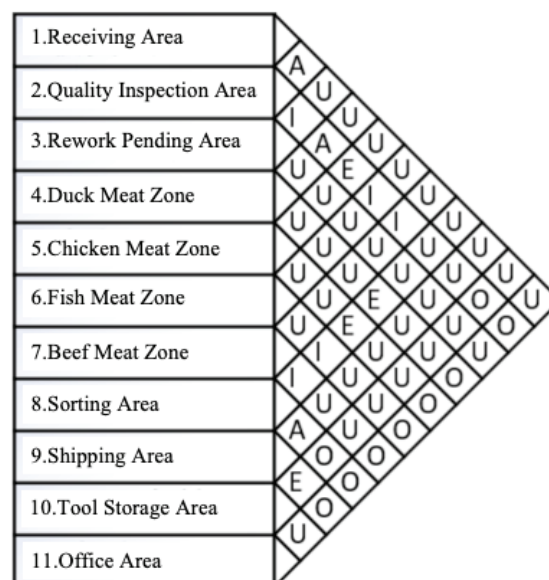 1.Receiving Area
A
2.Quality Inspection Area U
I U
3.Rework Pending Area A U
U E U
4.Duck Meat Zone U I U
U U I U
5.Chicken Meat Zone U U U U
U U U U U
6.Fish Meat Zone U E U O U
U E U U O
7.Beef Meat Zone I U U U
I U U O
8.Sorting Area U U O
A U O
9.Shipping Area O O
E O
10.Tool Storage Area O
U
11.Office Area